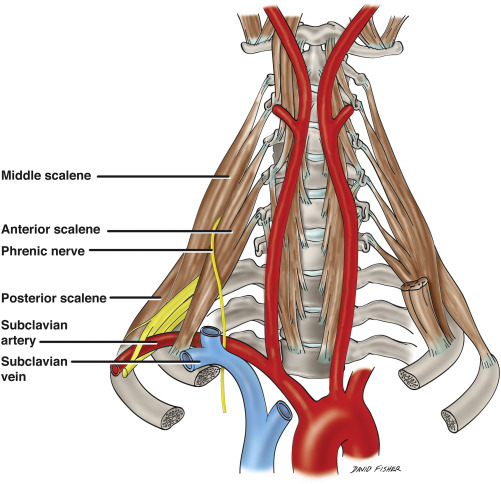 Middle scalene
Anterior scalene
Phrenic nerve
Posterior scalene
Subclavian
artery
Subclavian
vein
DAVID FISHER